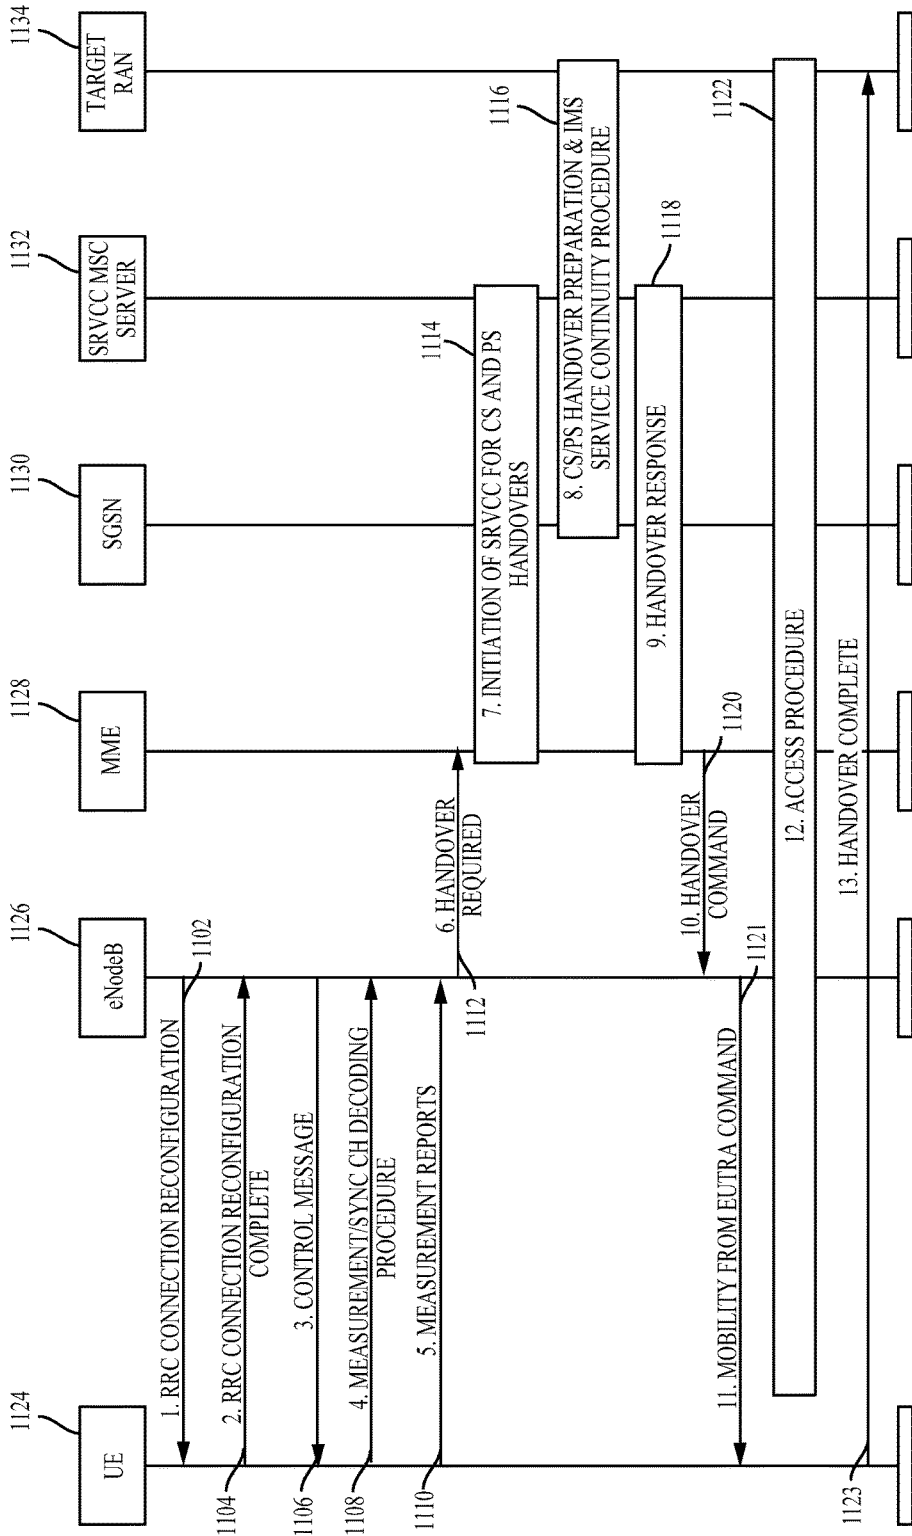 1124
1126
1128
1130
1132
1134
UE
eNodeB
MME
SGSN
SRVCC MSC
SERVER
TARGET
RAN
1. RRC CONNECTION RECONFIGURATION
1102
2. RRC CONNECTION RECONFIGURATION
COMPLETE
1104
3. CONTROL MESSAGE
1106
4. MEASUREMENT/SYNC CH DECODING
PROCEDURE
1108
5. MEASUREMENT REPORTS
1110
6. HANDOVER
REQUIRED
1112
7. INITIATION OF SRVCC FOR CS AND PS
HANDOVERS
1114
8. CS/PS HANDOVER PREPARATION & IMS
SERVICE CONTINUITY PROCEDURE
1116
9. HANDOVER RESPONSE
1118
10. HANDOVER
COMMAND
1120
11. MOBILITY FROM EUTRA COMMAND
1121
12. ACCESS PROCEDURE
1122
13. HANDOVER COMPLETE
1123